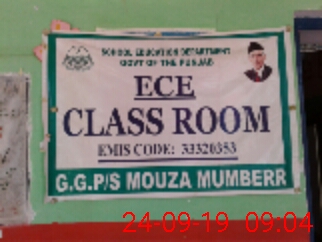 SCHOOL EDUCATION DEPARTMENT
GOVT OF THE PUNJAB
ECE
CLASS ROOM
EMIS CODE: 33320353
G.G.P/S MOUZA MUMBERR
24-09-19 09:04